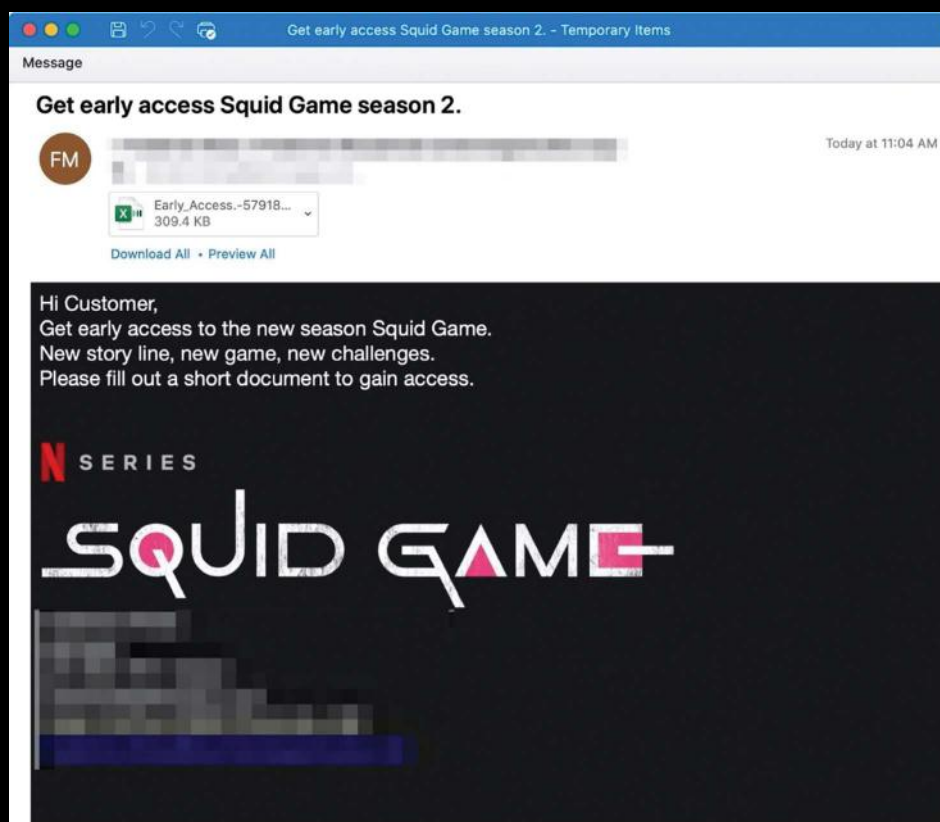 Get early access Squid Game season 2. - Temporary Items
Message
Get early access Squid Game season 2.
FM
Today at 11:04 AM
Early_Access.-57918...
309.4 KB
Download All • Preview All
Hi Customer,
Get early access to the new season Squid Game.
New story line, new game, new challenges.
Please fill out a short document to gain access.
N SERIES
SQUID GAME